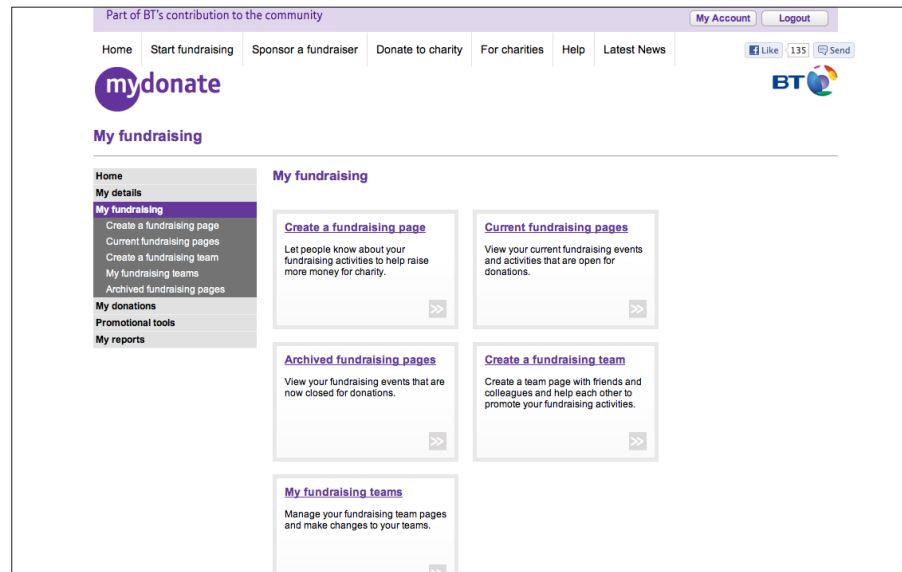 Part of BT's contribution to the community
My Account
Logout
Home
Start fundraising
Sponsor a fundraiser
Donate to charity
For charities
Help
Latest News
Like
135
Send
mydonate
BT
My fundraising
Home
My details
My fundraising
Create a fundraising page
Current fundraising pages
Create a fundraising team
My fundraising teams
Archived fundraising pages
My donations
Promotional tools
My reports
My fundraising
Create a fundraising page
Let people know about your
fundraising activities to help raise
more money for charity.
>>
Current fundraising pages
View your current fundraising events
and activities that are open for
donations.
>>
Archived fundraising pages
View your fundraising events that are
now closed for donations.
>>
Create a fundraising team
Create a team page with friends and
colleagues and help each other to
promote your fundraising activities.
>>
My fundraising teams
Manage your fundraising team pages
and make changes to your teams.
>>